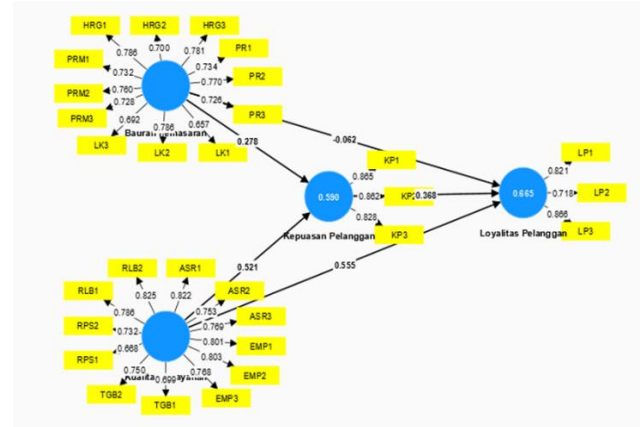 HRG1
HRG2
HRG3
PRM1
PR1
PRM2
PR2
PRM3
PR3
LK3
LK2
LK1
0.786
0.700
0.781
0.732
0.734
0.760
0.770
0.728
0.726
0.692
0.786
0.657
Bauran
0.278
-0.062
KP1
0.865
KP2
0.862
0.368
KP3
0.828
0.590
Kepuasan Pelanggan
LP1
0.821
LP2
0.718
LP3
0.866
0.665
Loyalitas Pelanggan
0.521
0.555
RLB2
ASR1
RLB1
ASR2
RPS2
ASR3
RPS1
EMP1
TGB2
EMP2
TGB1
EMP3
0.825
0.822
0.786
0.753
0.732
0.769
0.668
0.801
0.750
0.803
0.699
0.768